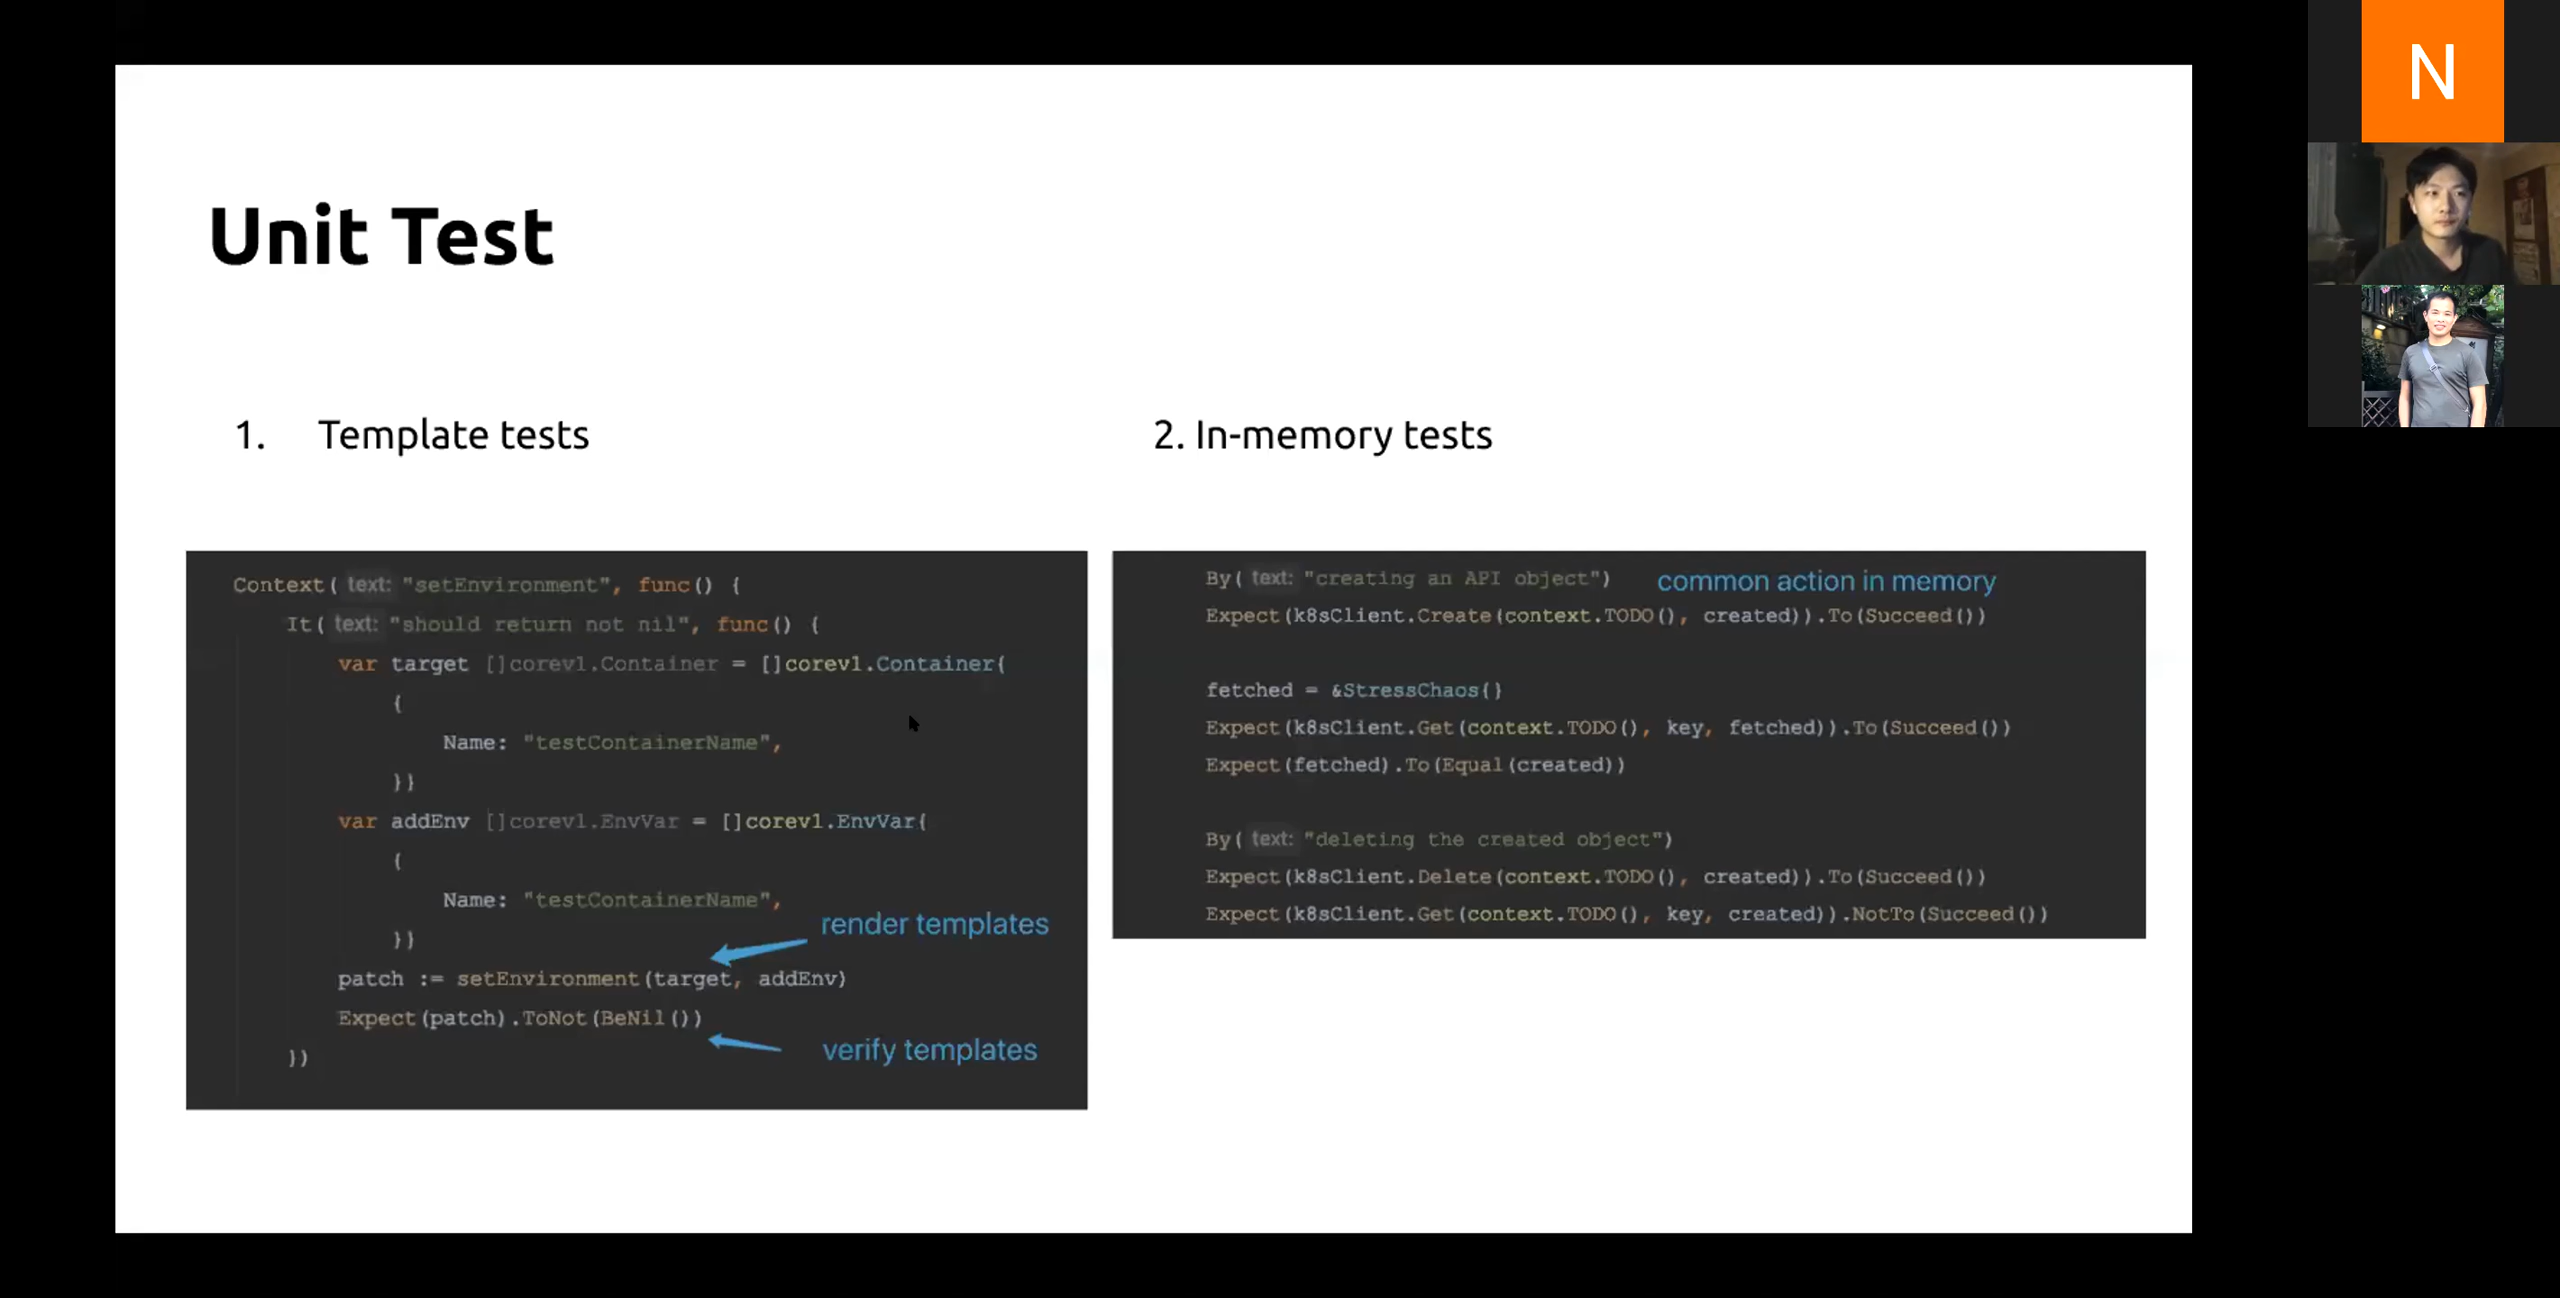 Unit Test
1. Template tests
Context( text: "setEnvironment", func() {
It( text: "should return not nil", func() {
var target []corev1.Container = []corev1.Container{
{
Name: "testContainerName",
}}
var addEnv []corev1.EnvVar = []corev1.EnvVar{
{
Name: "testContainerName",
}}
render templates
patch := setEnvironment(target, addEnv)
Expect(patch).ToNot(BeNil())
verify templates
})
2. In-memory tests
By( text: "creating an API object")
common action in memory
Expect(k8sClient.Create(context.TODO(), created)).To(Succeed())
fetched = &StressChaos{}
Expect(k8sClient.Get(context.TODO(), key, fetched)).To(Succeed())
Expect(fetched).To(Equal(created))
By( text: "deleting the created object")
Expect(k8sClient.Delete(context.TODO(), created)).To(Succeed())
Expect(k8sClient.Get(context.TODO(), key, created)).NotTo(Succeed())
N